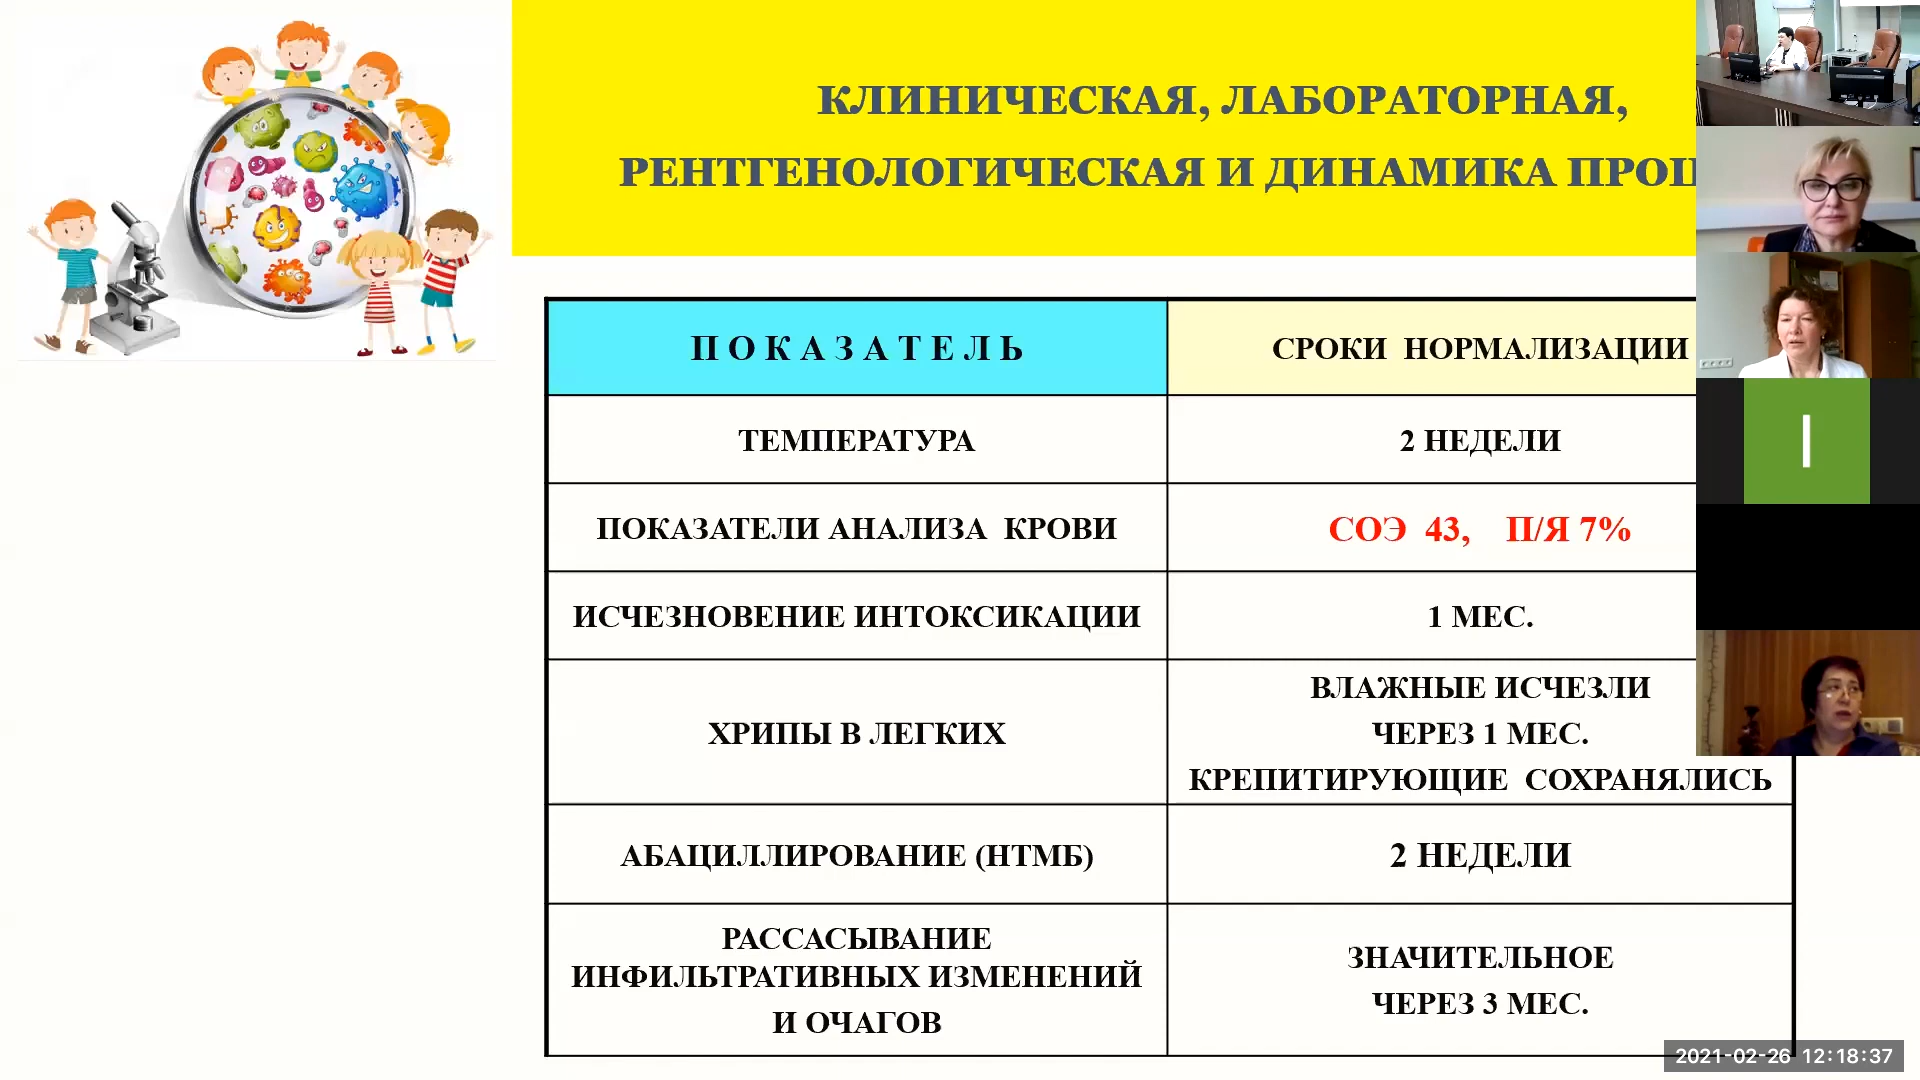 КЛИНИЧЕСКАЯ, ЛАБОРАТОРНАЯ,
РЕНТГЕНОЛОГИЧЕСКАЯ И ДИНАМИКА
П О К А З А Т Е Л Ь
СРОКИ НОРМАЛИЗАЦИИ
ТЕМПЕРАТУРА
2 НЕДЕЛИ
ПОКАЗАТЕЛИ АНАЛИЗА КРОВИ
СОЭ 43, П/Я 7%
ИСЧЕЗНОВЕНИЕ ИНТОКСИКАЦИИ
1 МЕС.
ХРИПЫ В ЛЕГКИХ
ВЛАЖНЫЕ ИСЧЕЗЛИ
ЧЕРЕЗ 1 МЕС.
КРЕПИТИРУЮЩИЕ СОХРАНЯЛИСЬ
АБАЦИЛЛИРОВАНИЕ (НТМБ)
2 НЕДЕЛИ
РАССАСЫВАНИЕ
ИНФИЛЬТРАТИВНЫХ ИЗМЕНЕНИЙ
И ОЧАГОВ
ЗНАЧИТЕЛЬНОЕ
ЧЕРЕЗ 3 МЕС.
2021-02-26 12:18:37